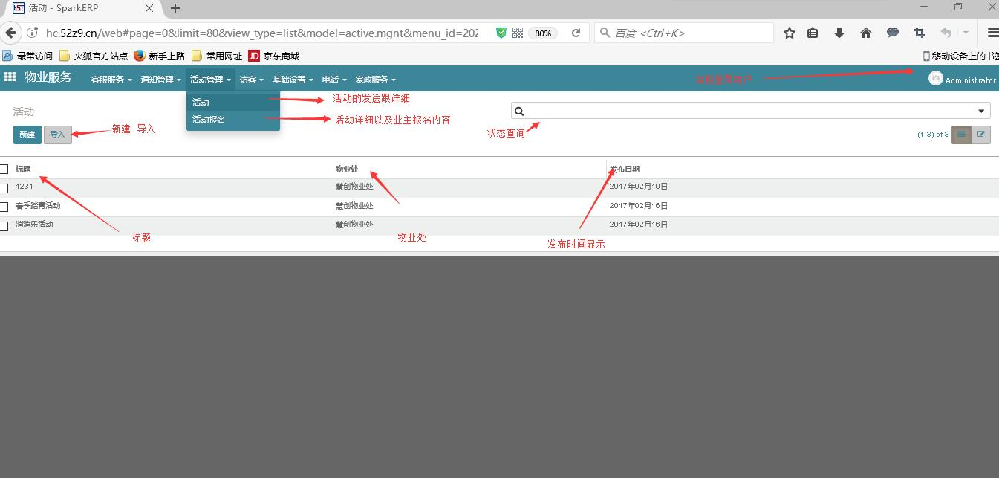 活动 - SparkERP
hc.52z9.cn/web#page=0&limit=80&view_type=list&model=active.mgnt&menu_id=202
80%
百度 <Ctrl+K>
最常访问 火狐官方站点 新手上路 常用网址 JD 京东商城
移动设备上的书签
物业服务 客服服务 通知管理 活动管理 访客 基础设置 电话 家政服务
当前登录用户
Administrator
活动
活动的发送跟详细
活动报名
活动详细以及业主报名内容
活动
新建 导入
新建 导入
状态查询
(1-3) of 3
标题 物业处 发布日期
1231 慧创物业处 2017年02月10日
春季踏青活动 慧创物业处 2017年02月16日
消消乐活动 慧创物业处 2017年02月16日
标题
物业处
发布时间显示